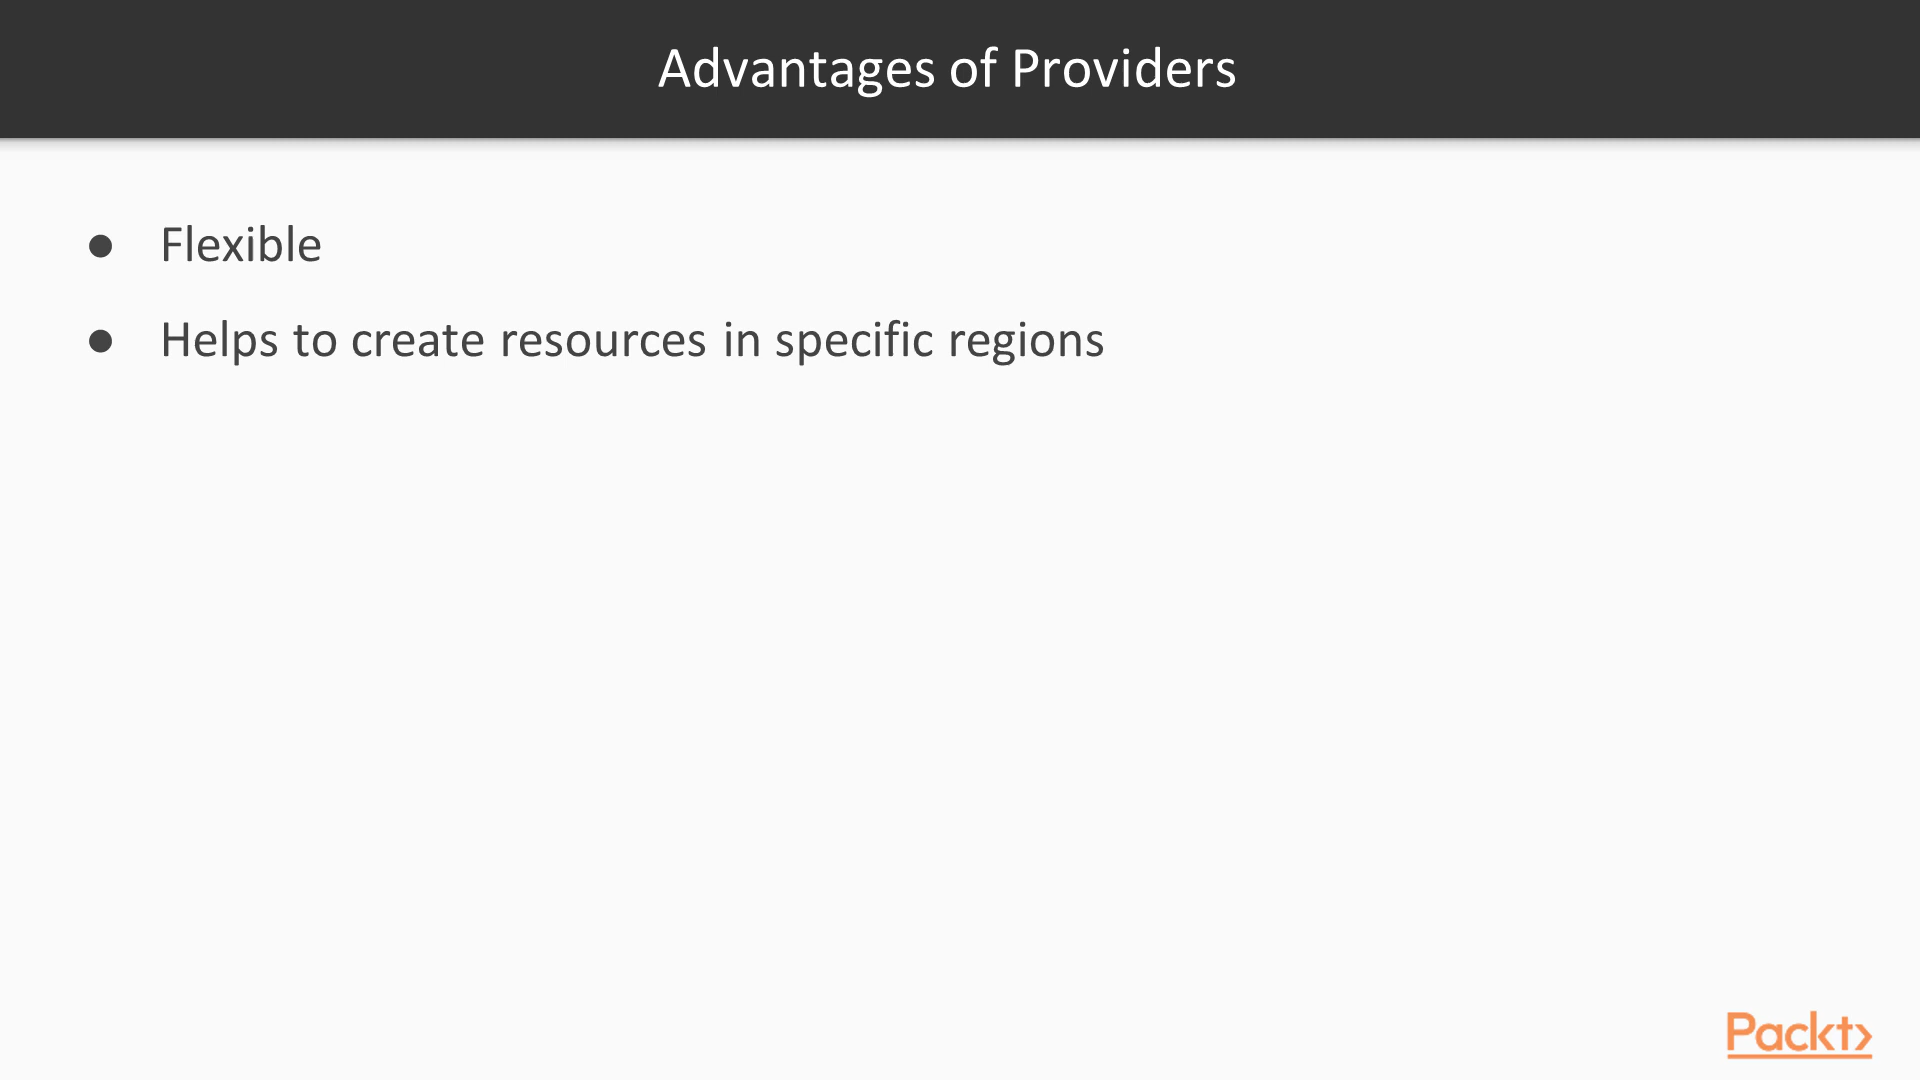 Advantages of Providers
● Flexible
● Helps to create resources in specific regions
Packt>